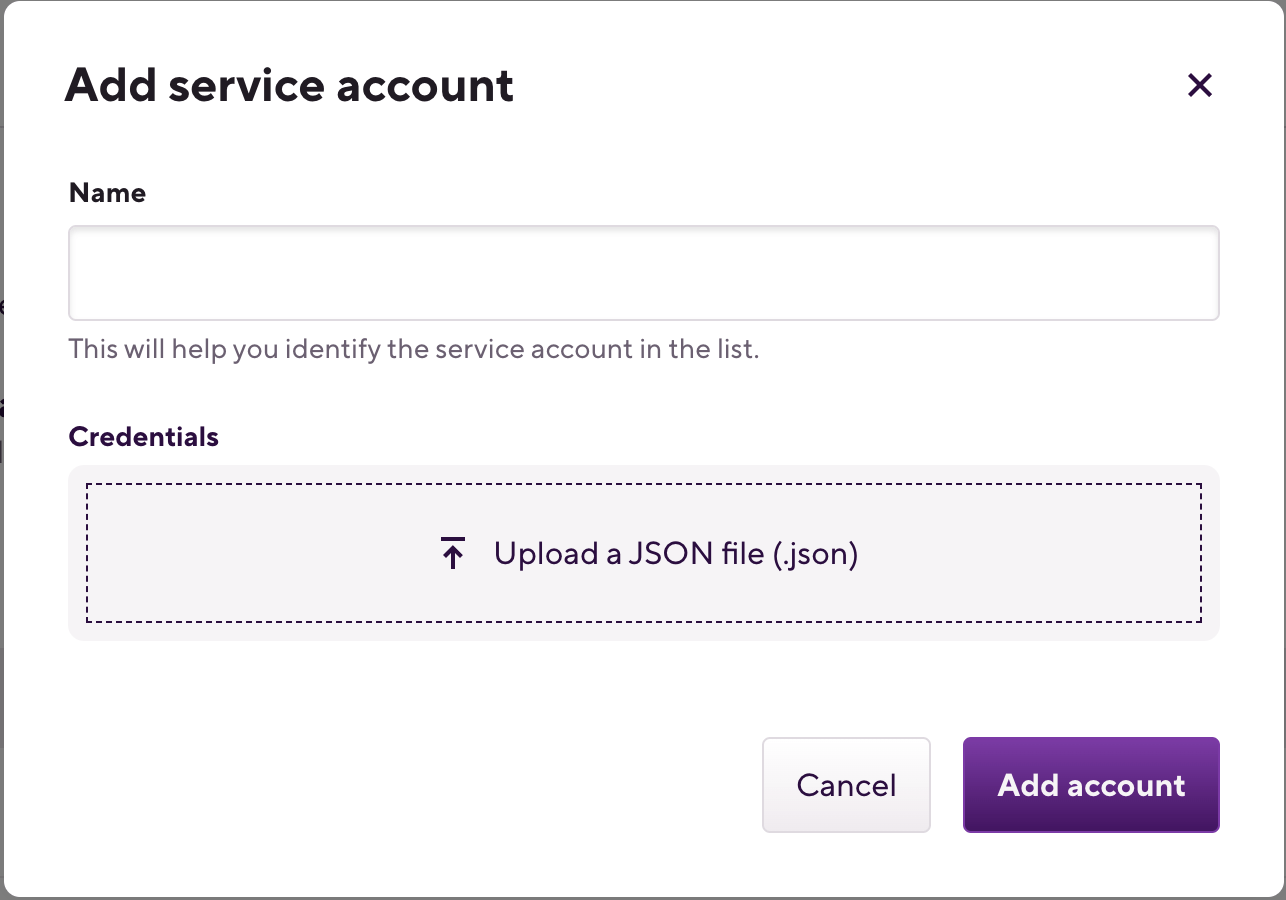 Add service account
Name
This will help you identify the service account in the list.
Credentials
Upload a JSON file (.json)
Cancel
Add account